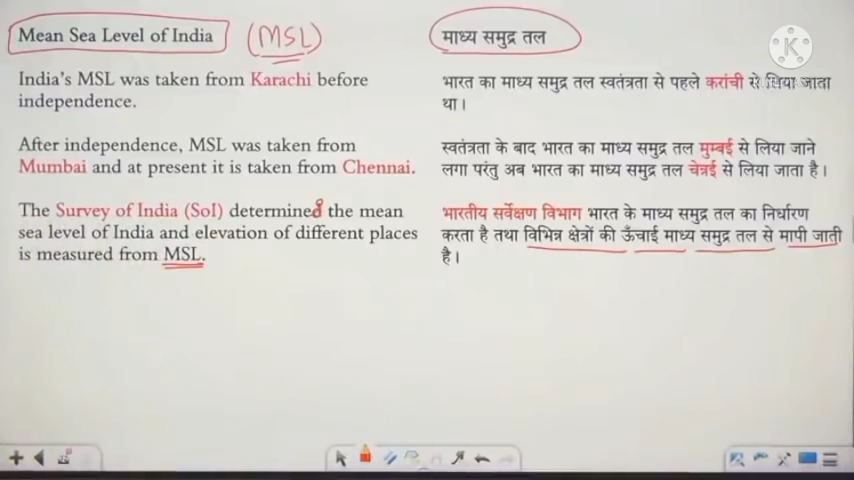 Mean Sea Level of India (MSL)
माध्य समुद्र तल
India's MSL was taken from Karachi before
independence.
भारत का माध्य समुद्र तल स्वतंत्रता से पहले करांची से लिया जाता
था।
After independence, MSL was taken from
Mumbai and at present it is taken from Chennai.
स्वतंत्रता के बाद भारत का माध्य समुद्र तल मुम्बई से लिया जाने
लगा परंतु अब भारत का माध्य समुद्र तल चेन्नई से लिया जाता है।
The Survey of India (SoI) determines the mean
sea level of India and elevation of different places
is measured from MSL.
भारतीय सर्वेक्षण विभाग भारत के माध्य समुद्र तल का निर्धारण
करता है तथा विभिन्न क्षेत्रों की ऊँचाई माध्य समुद्र तल से मापी जाती
है।
K